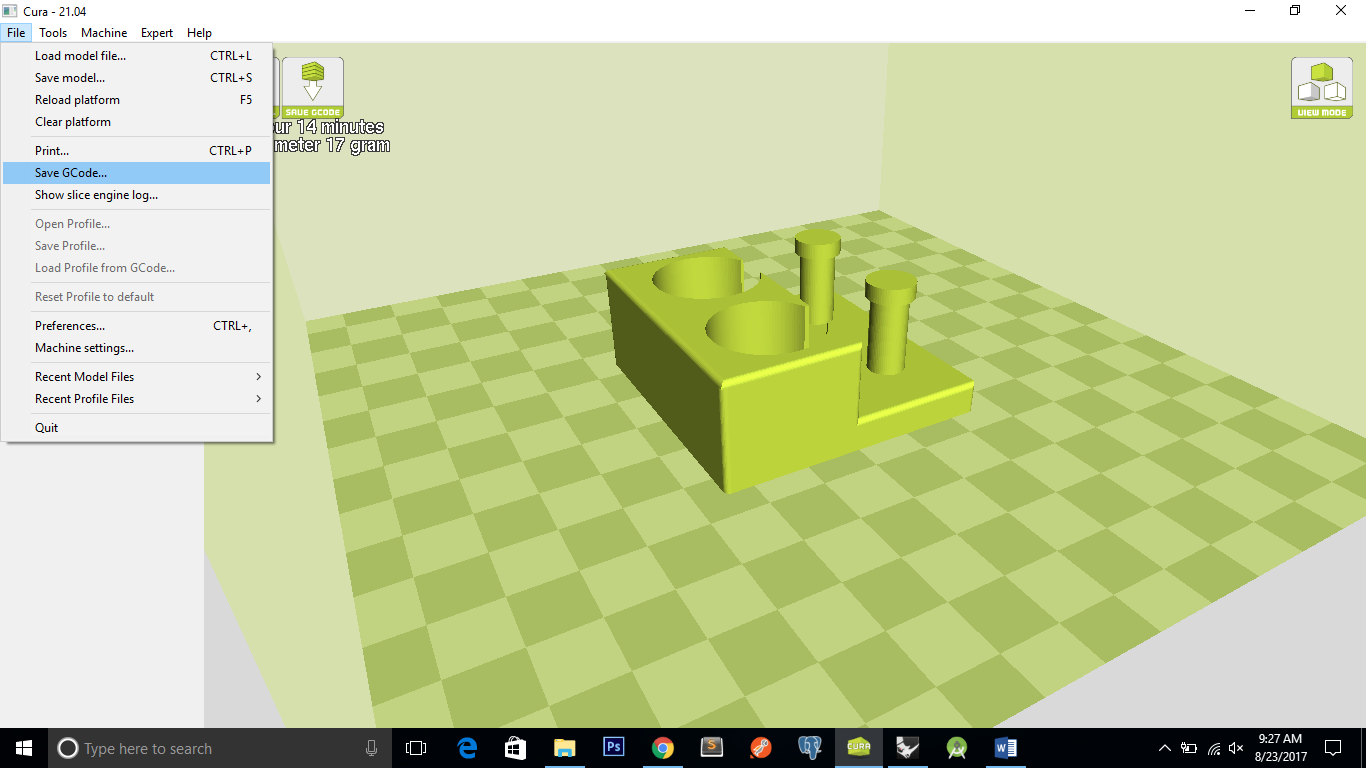 Cura - 21.04
File Tools Machine Expert Help
Load model file... CTRL+L
Save model... CTRL+S
Reload platform F5
Clear platform
Print... CTRL+P
Save GCode...
Show slice engine log...
Open Profile...
Save Profile...
Load Profile from GCode...
Reset Profile to default
Preferences... CTRL+,
Machine settings...
Recent Model Files
Recent Profile Files
Quit
SAVE GCODE
14 minutes
meter 17 gram
VIEW MODE
Type here to search
Ps
S
CURA
W
9:27 AM
8/23/2017